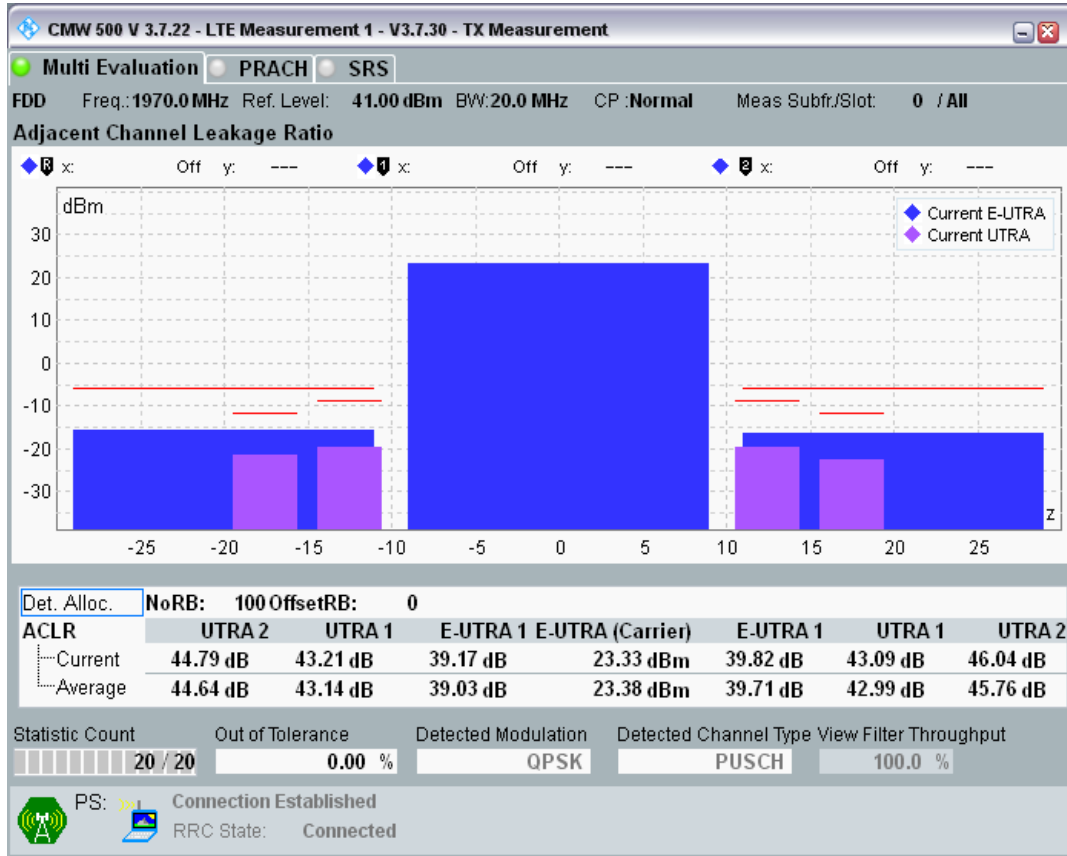 CMW 500 V 3.7.22 - LTE Measurement 1 - V3.7.30 - TX Measurement
Multi Evaluation PRACH SRS
FDD Freq.:1970.0 MHz Ref. Level: 41.00 dBm BW:20.0 MHz CP :Normal Meas Subfr./Slot: 0 / All
Adjacent Channel Leakage Ratio
R x: Off y: --- 1 x: Off y: --- 2 x: Off y: ---
dBm
Current E-UTRA
Current UTRA
30
20
10
0
-10
-20
-30
z
-25 -20 -15 -10 -5 0 5 10 15 20 25
Det. Alloc. NoRB: 100 OffsetRB: 0
ACLR UTRA 2 UTRA 1 E-UTRA 1 E-UTRA (Carrier) E-UTRA 1 UTRA 1 UTRA 2
Current 44.79 dB 43.21 dB 39.17 dB 23.33 dBm 39.82 dB 43.09 dB 46.04 dB
Average 44.64 dB 43.14 dB 39.03 dB 23.38 dBm 39.71 dB 42.99 dB 45.76 dB
Statistic Count Out of Tolerance Detected Modulation Detected Channel Type View Filter Throughput
20 / 20 0.00 % QPSK PUSCH 100.0 %
PS: Connection Established
RRC State: Connected